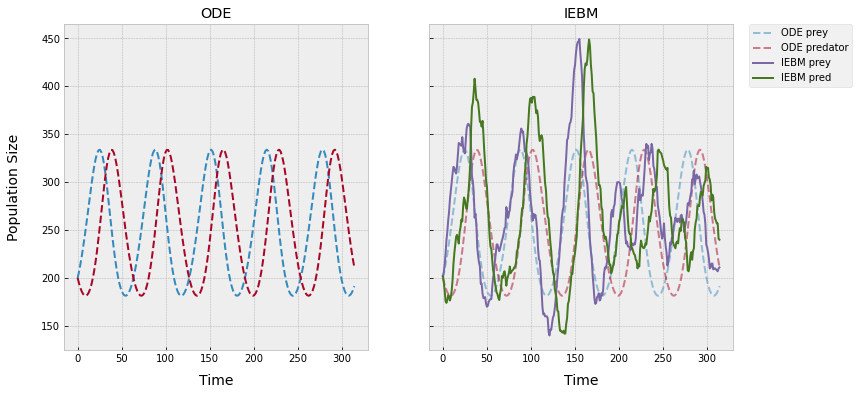 ODE
IEBM
Population Size
450
400
350
300
250
200
150
0 50 100 150 200 250 300
0 50 100 150 200 250 300
Time
Time
ODE prey
ODE predator
IEBM prey
IEBM pred